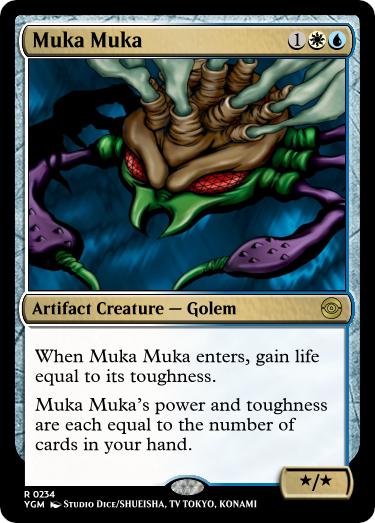 Muka Muka 1
Artifact Creature — Golem
When Muka Muka enters, gain life
equal to its toughness.
Muka Muka's power and toughness
are each equal to the number of
cards in your hand.
★/★
R 0234
YGM Studio Dice/SHUEISHA, TV TOKYO, KONAMI